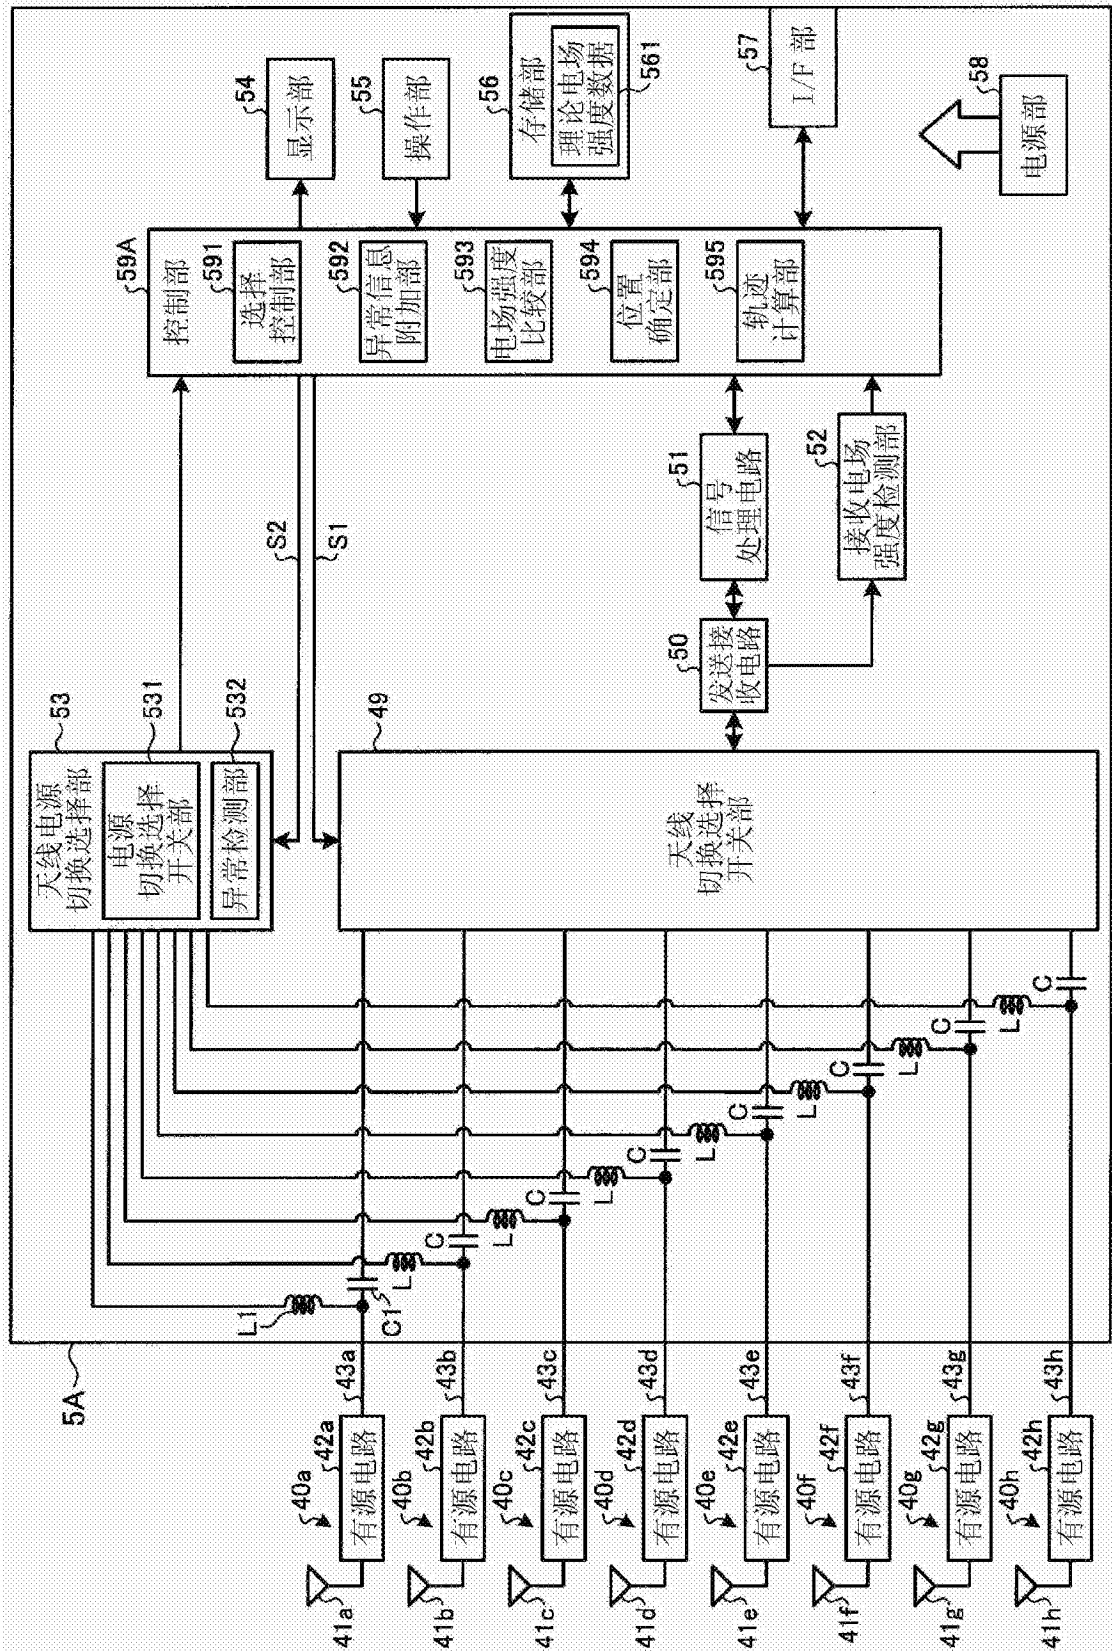 5A
40a
41a
42a
有源电路
43a
40b
41b
42b
有源电路
43b
40c
41c
42c
有源电路
43c
40d
41d
42d
有源电路
43d
40e
41e
42e
有源电路
43e
40f
41f
42f
有源电路
43f
40g
41g
42g
有源电路
43g
40h
41h
42h
有源电路
43h
L1
C1
L
C
L
C
L
C
L
C
L
C
L
C
L
C
53
天线电源
切换选择部
531
电源
切换选择
开关部
532
异常检测部
49
天线
切换选择
开关部
S2
S1
50
发送接
收电路
51
信号
处理电路
52
接收电场
强度检测部
59A
控制部
591
选择
控制部
592
异常信息
附加部
593
电场强度
比较部
594
位置
确定部
595
轨迹
计算部
54
显示部
55
操作部
56
存储部
理论电场
强度数据
561
57
I/F 部
58
电源部